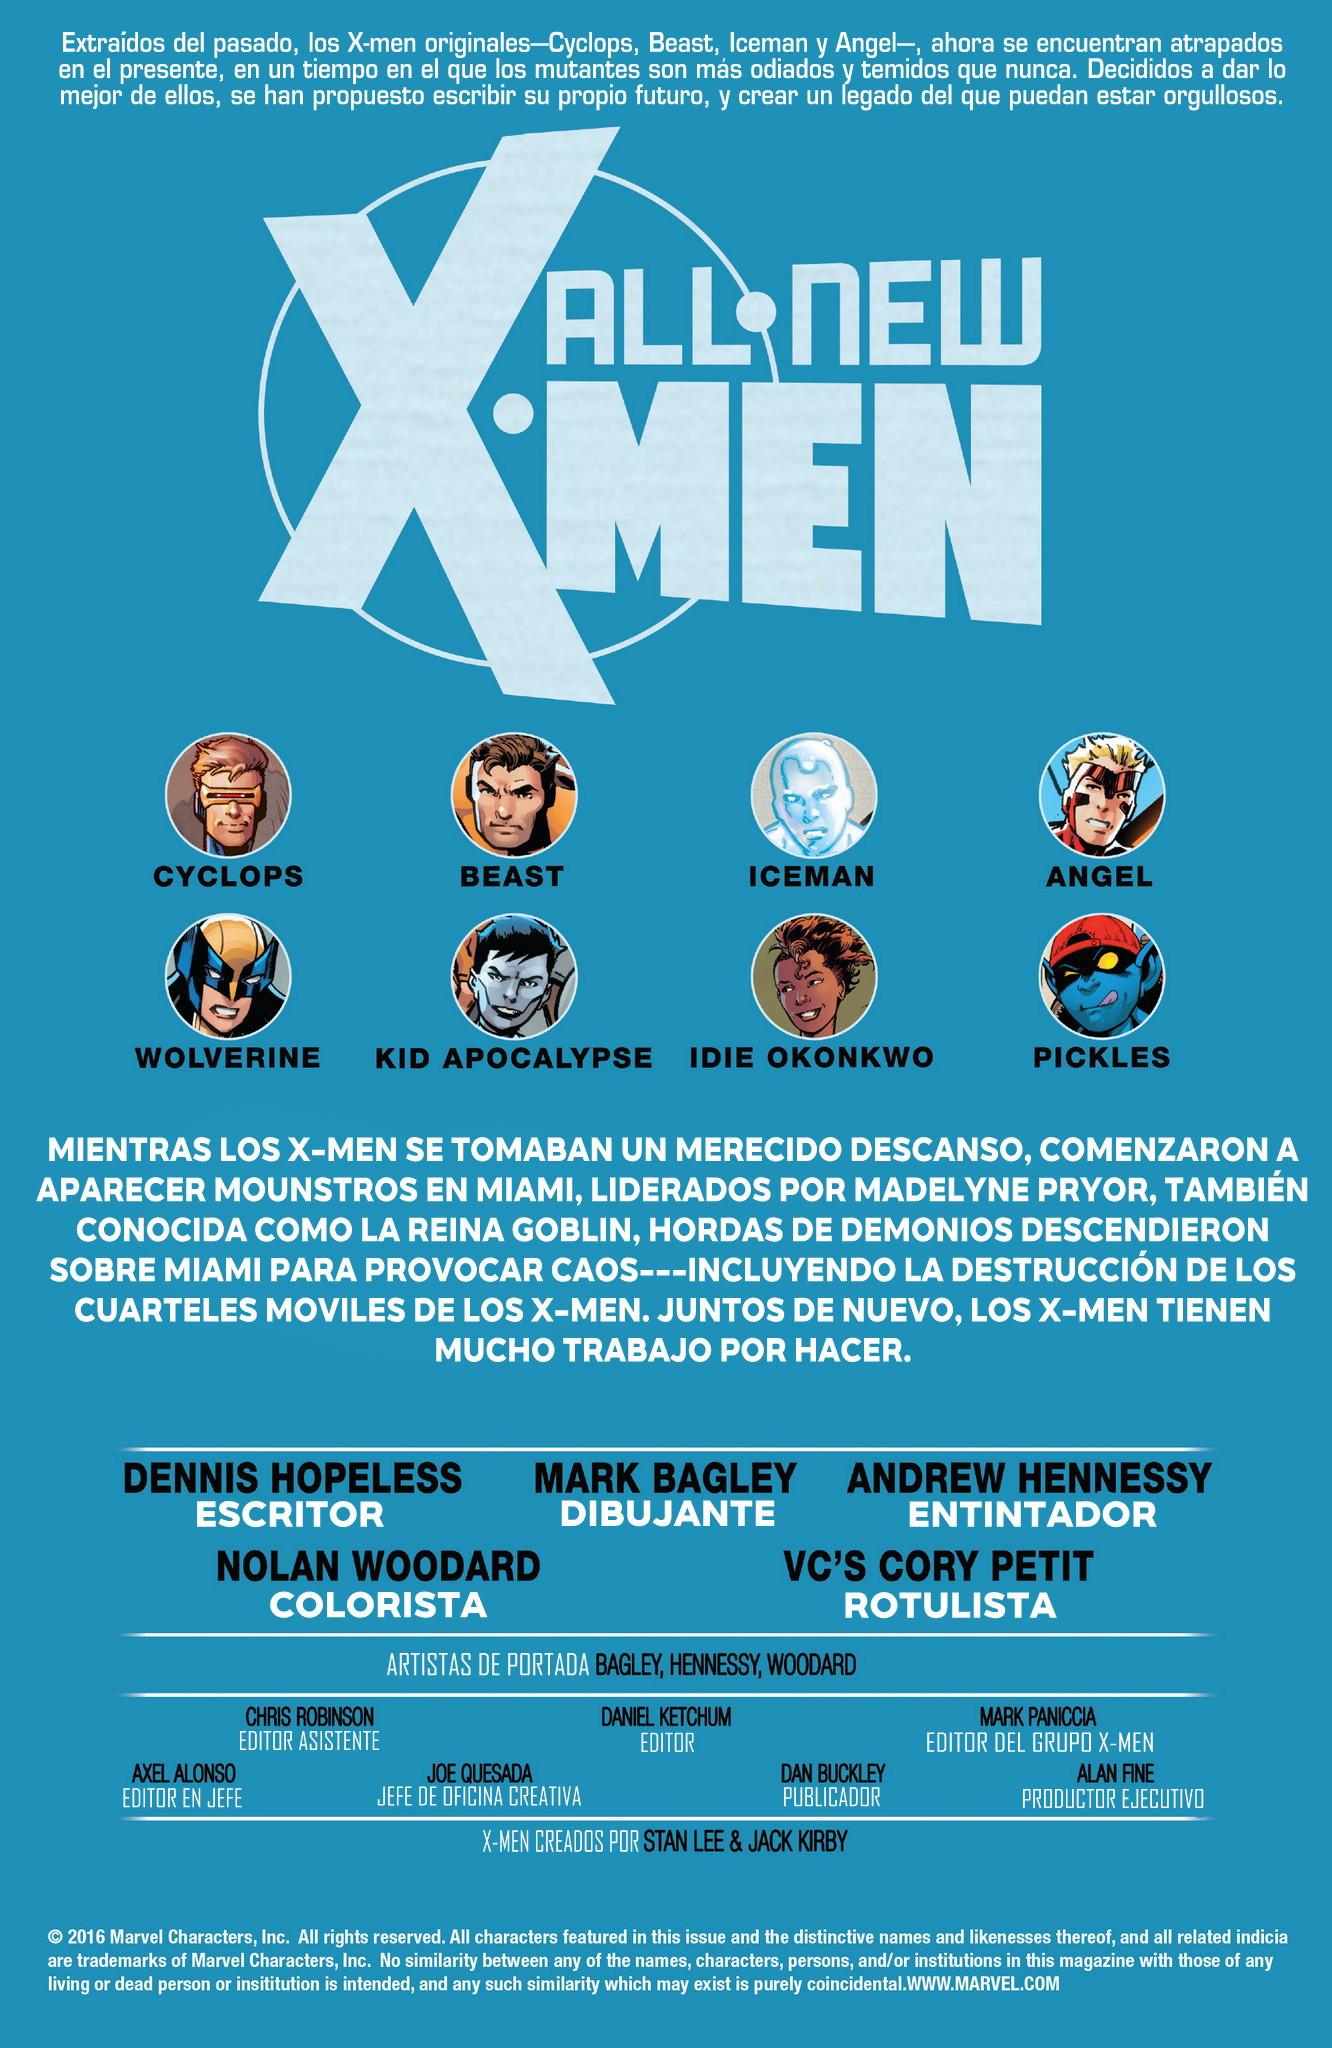 Extraídos del pasado, los X-men originales—Cyclops, Beast, Iceman y Angel—, ahora se encuentran atrapados
en el presente, en un tiempo en el que los mutantes son más odiados y temidos que nunca. Decididos a dar lo
mejor de ellos, se han propuesto escribir su propio futuro, y crear un legado del que puedan estar orgullosos.
ALL·NEW
X·MEN
CYCLOPS BEAST ICEMAN ANGEL
WOLVERINE KID APOCALYPSE IDIE OKONKWO PICKLES
MIENTRAS LOS X-MEN SE TOMABAN UN MERECIDO DESCANSO, COMENZARON A
APARECER MOUNSTROS EN MIAMI, LIDERADOS POR MADELYNE PRYOR, TAMBIÉN
CONOCIDA COMO LA REINA GOBLIN, HORDAS DE DEMONIOS DESCENDIERON
SOBRE MIAMI PARA PROVOCAR CAOS---INCLUYENDO LA DESTRUCCIÓN DE LOS
CUARTELES MOVILES DE LOS X-MEN. JUNTOS DE NUEVO, LOS X-MEN TIENEN
MUCHO TRABAJO POR HACER.
DENNIS HOPELESS MARK BAGLEY ANDREW HENNESSY
ESCRITOR DIBUJANTE ENTINTADOR
NOLAN WOODARD VC'S CORY PETIT
COLORISTA ROTULISTA
ARTISTAS DE PORTADA BAGLEY, HENNESSY, WOODARD
CHRIS ROBINSON DANIEL KETCHUM MARK PANICCIA
EDITOR ASISTENTE EDITOR EDITOR DEL GRUPO X-MEN
AXEL ALONSO JOE QUESADA DAN BUCKLEY ALAN FINE
EDITOR EN JEFE JEFE DE OFICINA CREATIVA PUBLICADOR PRODUCTOR EJECUTIVO
X-MEN CREADOS POR STAN LEE & JACK KIRBY
© 2016 Marvel Characters, Inc. All rights reserved. All characters featured in this issue and the distinctive names and likenesses thereof, and all related indicia
are trademarks of Marvel Characters, Inc. No similarity between any of the names, characters, persons, and/or institutions in this magazine with those of any
living or dead person or insititution is intended, and any such similarity which may exist is purely coincidental.WWW.MARVEL.COM